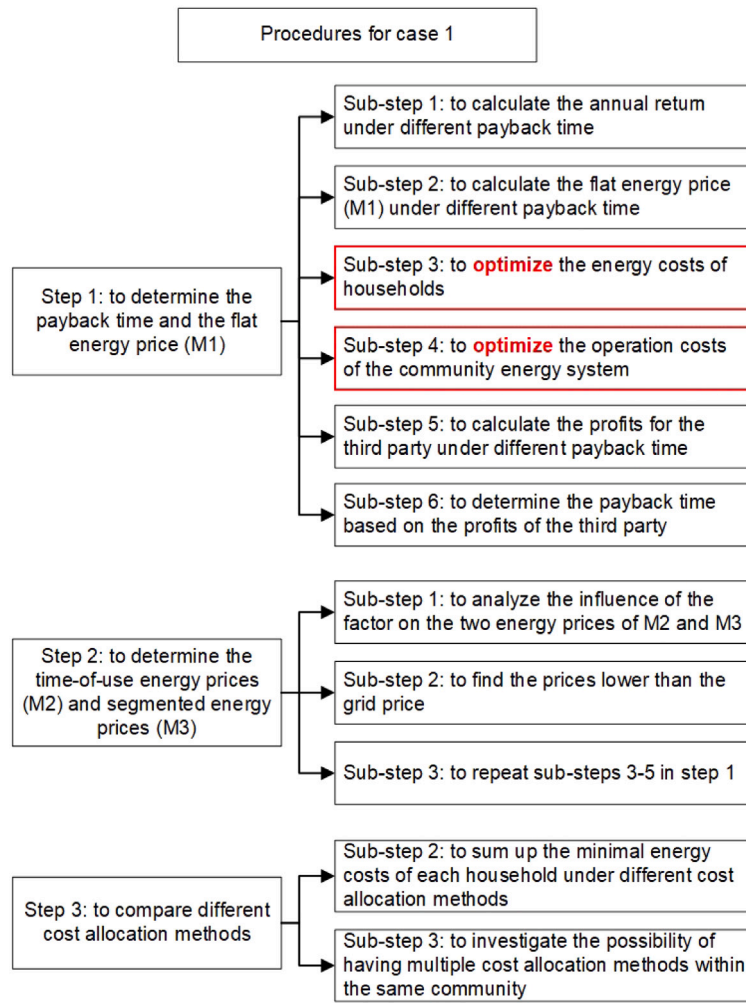 Procedures for case 1
Step 1: to determine the
payback time and the flat
energy price (M1)
Sub-step 1: to calculate the annual return
under different payback time
Sub-step 2: to calculate the flat energy price
(M1) under different payback time
Sub-step 3: to optimize the energy costs of
households
Sub-step 4: to optimize the operation costs
of the community energy system
Sub-step 5: to calculate the profits for the
third party under different payback time
Sub-step 6: to determine the payback time
based on the profits of the third party
Step 2: to determine the
time-of-use energy prices
(M2) and segmented energy
prices (M3)
Sub-step 1: to analyze the influence of the
factor on the two energy prices of M2 and M3
Sub-step 2: to find the prices lower than the
grid price
Sub-step 3: to repeat sub-steps 3-5 in step 1
Step 3: to compare different
cost allocation methods
Sub-step 2: to sum up the minimal energy
costs of each household under different cost
allocation methods
Sub-step 3: to investigate the possibility of
having multiple cost allocation methods within
the same community